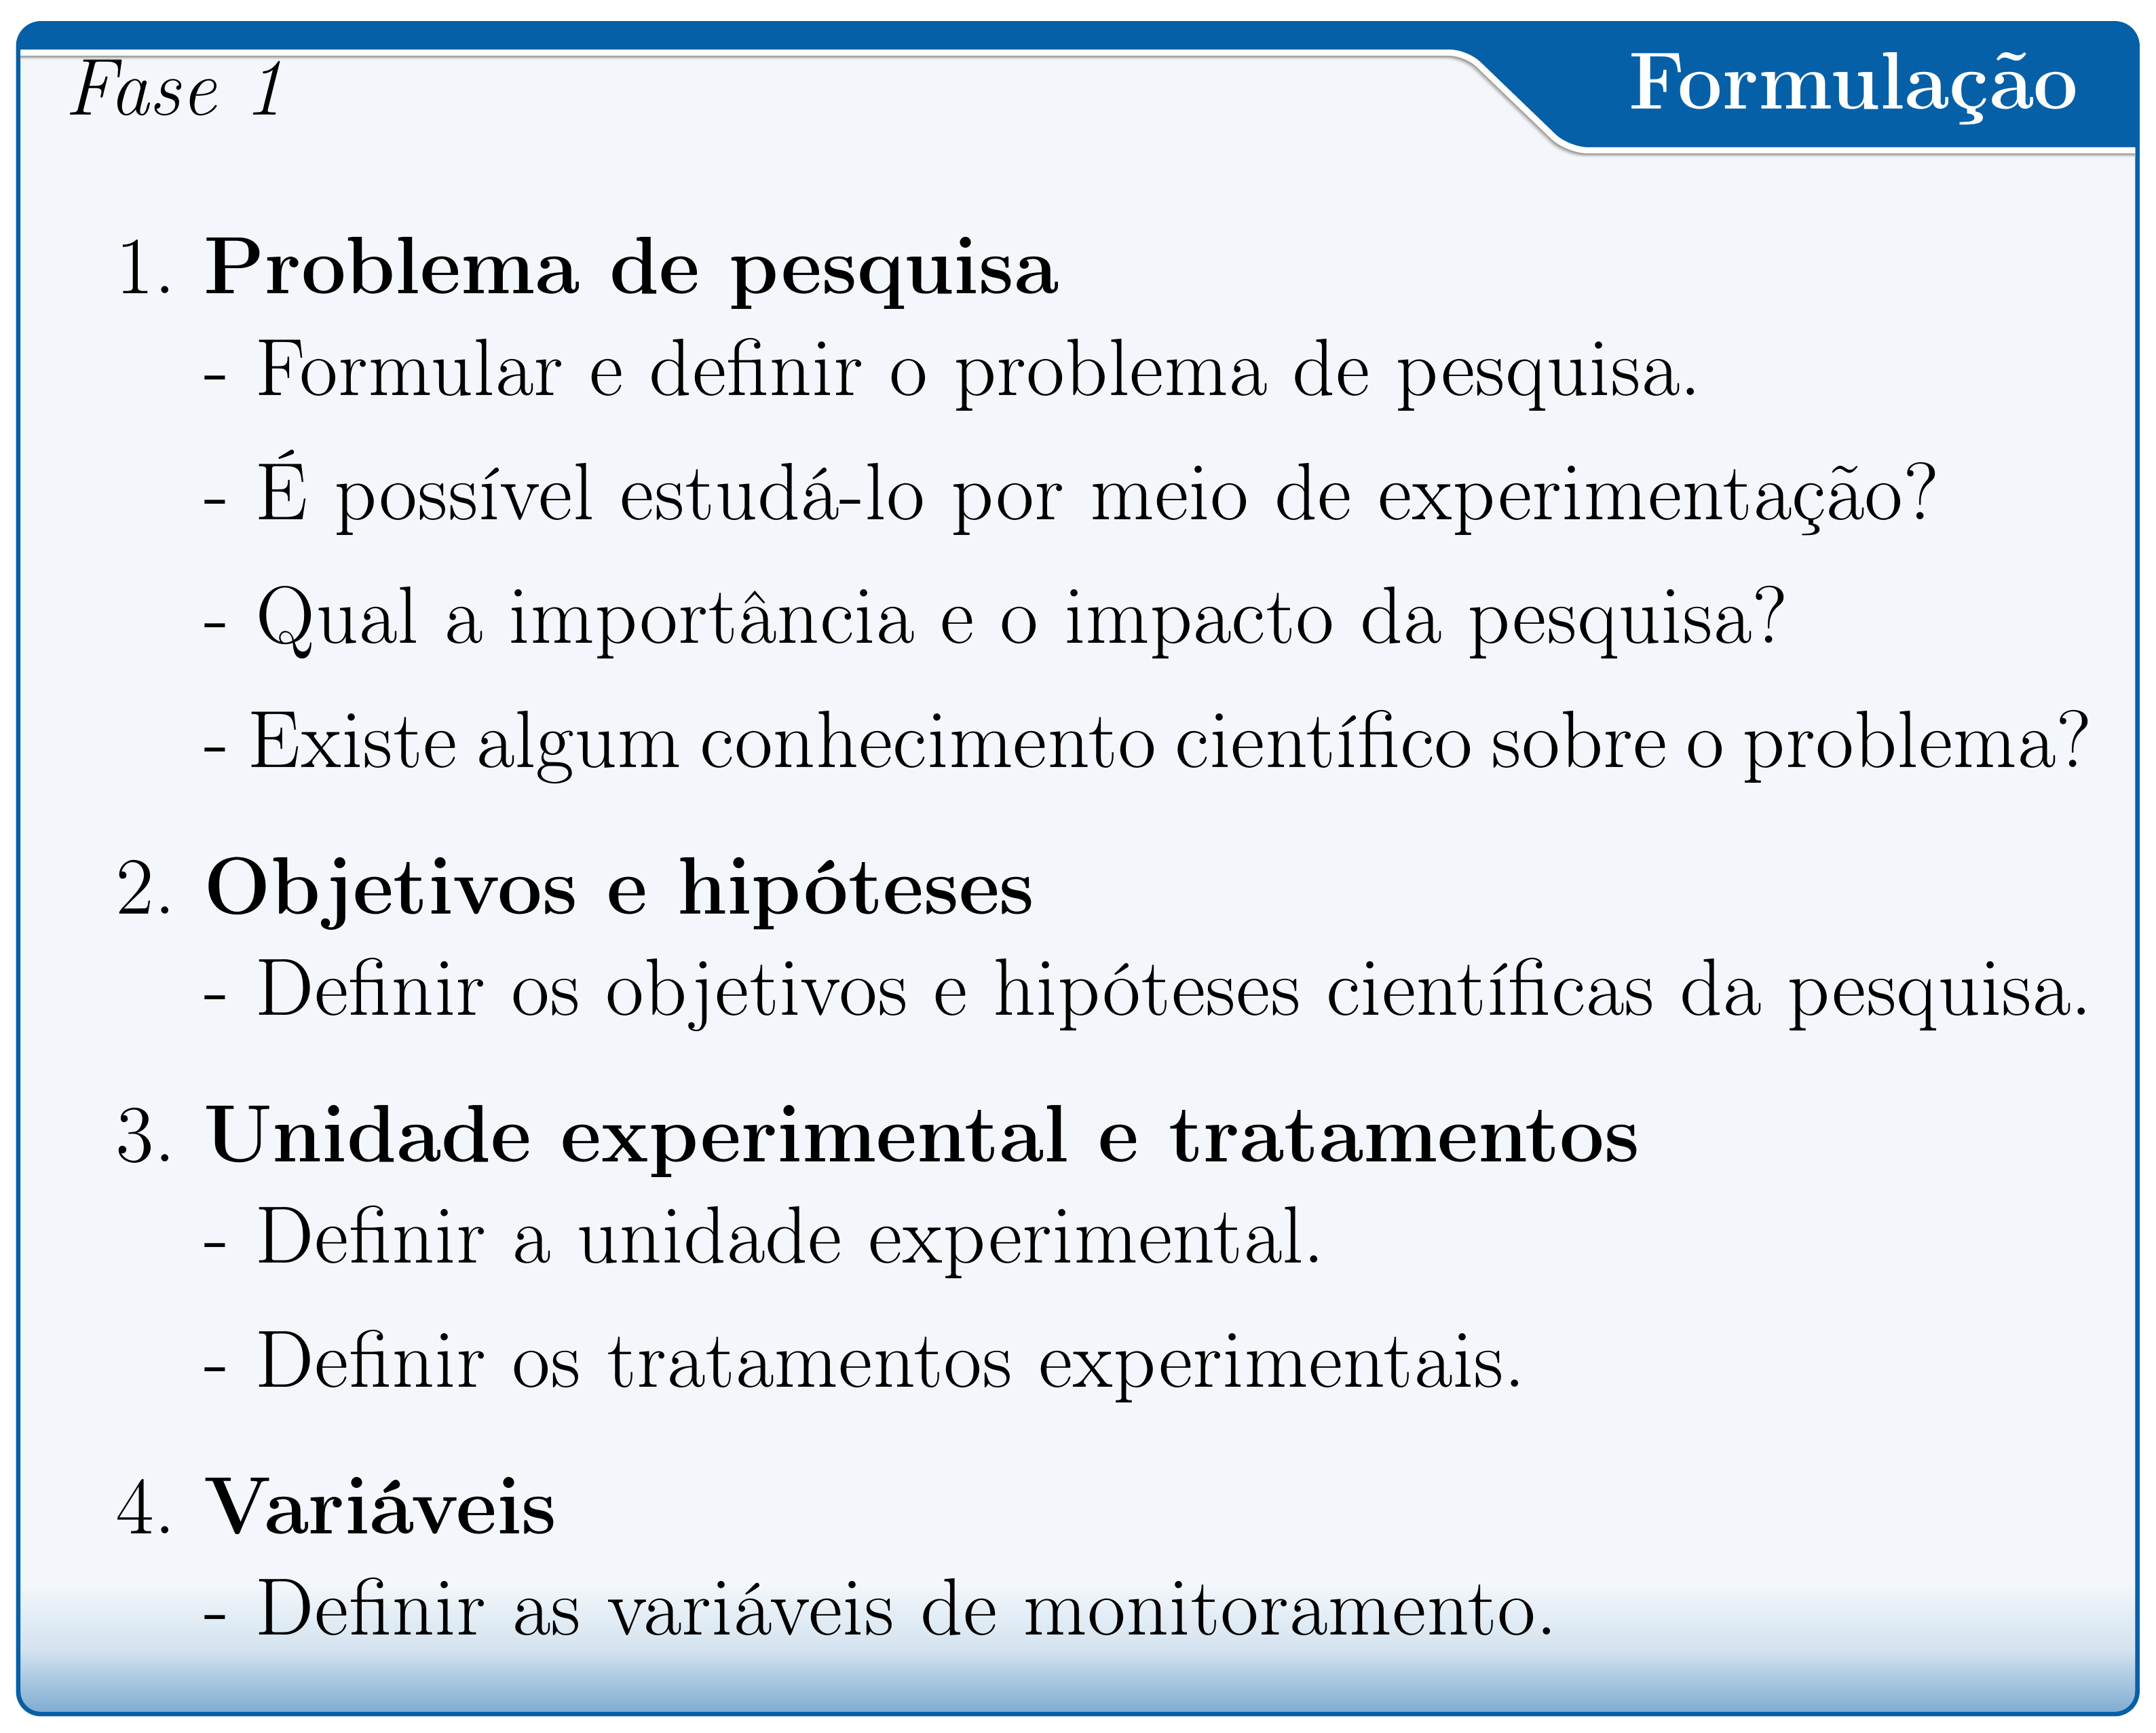 Fase 1
Formulação
1. Problema de pesquisa
- Formular e definir o problema de pesquisa.
- É possível estudá-lo por meio de experimentação?
- Qual a importância e o impacto da pesquisa?
- Existe algum conhecimento científico sobre o problema?
2. Objetivos e hipóteses
- Definir os objetivos e hipóteses científicas da pesquisa.
3. Unidade experimental e tratamentos
- Definir a unidade experimental.
- Definir os tratamentos experimentais.
4. Variáveis
- Definir as variáveis de monitoramento.